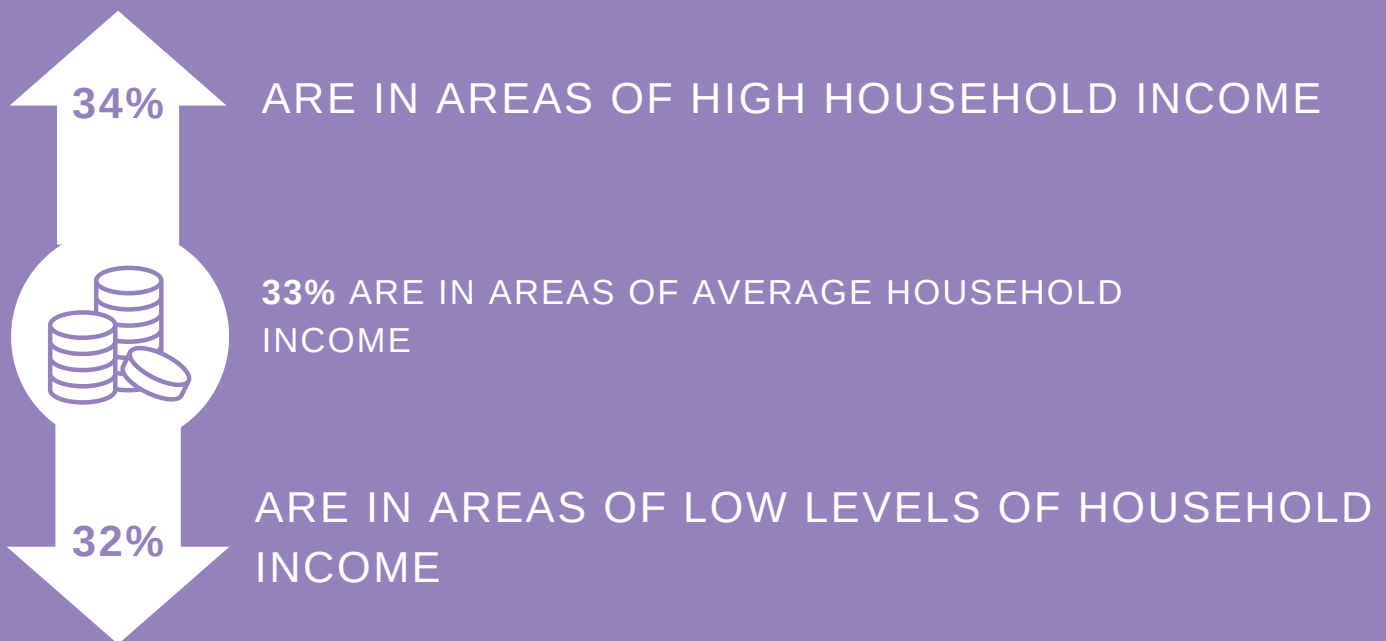 34%
ARE IN AREAS OF HIGH HOUSEHOLD INCOME
33% ARE IN AREAS OF AVERAGE HOUSEHOLD
INCOME
32%
ARE IN AREAS OF LOW LEVELS OF HOUSEHOLD
INCOME